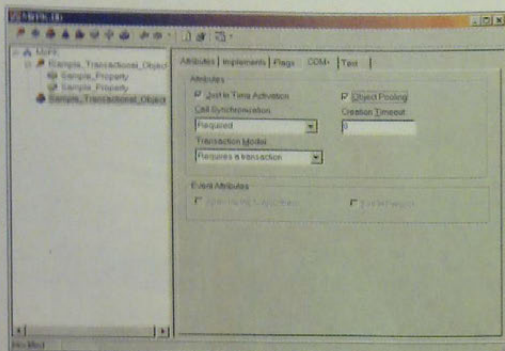 Attributes | Implements | Flags | COM+ | Text
Attributes
Just In Time Activation
Object Pooling
Call Synchronization
Creation Timeout
Required
0
Transaction Model
Requires a transaction
Sample_Transactional_Object
Sample_Property
Sample_Property
Sample_Transactional_Object
Event Attributes
Modified